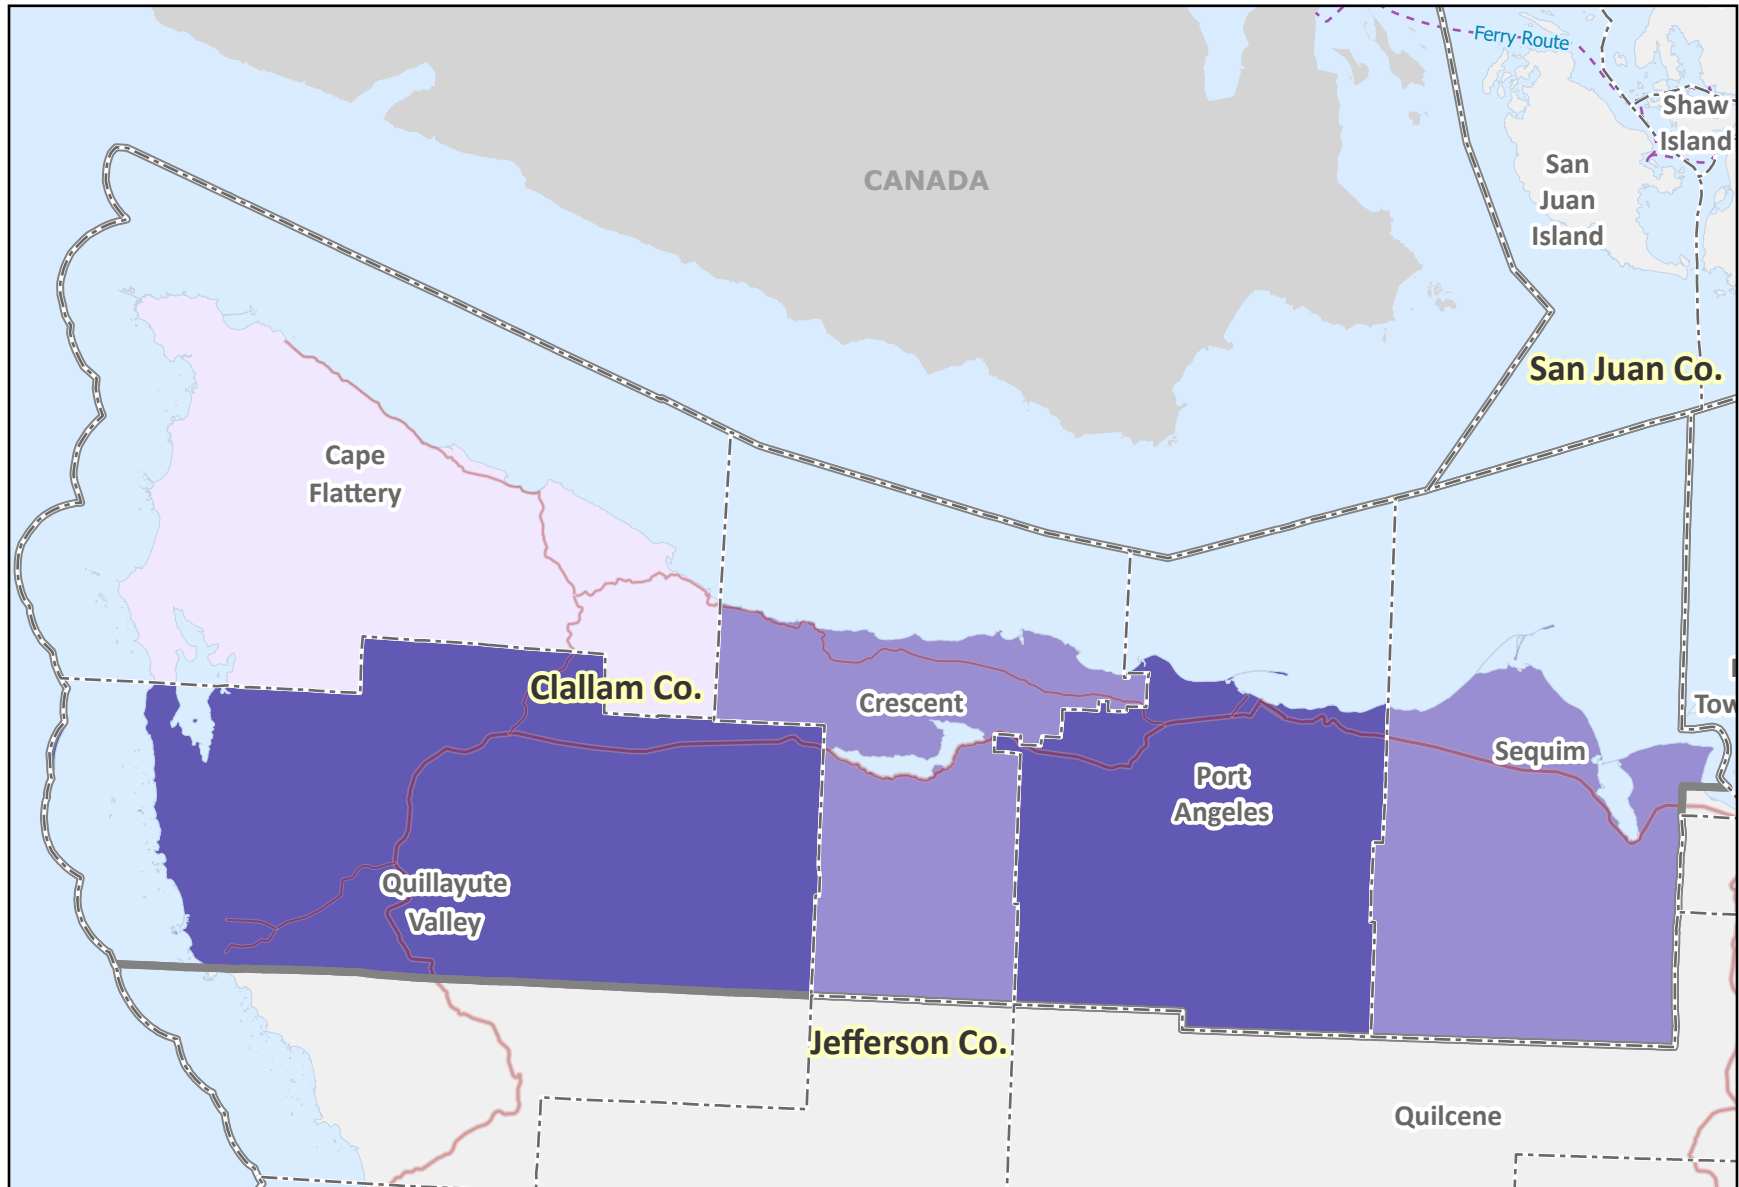 Ferry Route
Shaw
Island
San
Juan
Island
CANADA
San Juan Co.
Cape
Flattery
Clallam Co.
Crescent
Sequim
Port
Angeles
Quillayute
Valley
Jefferson Co.
Quilcene